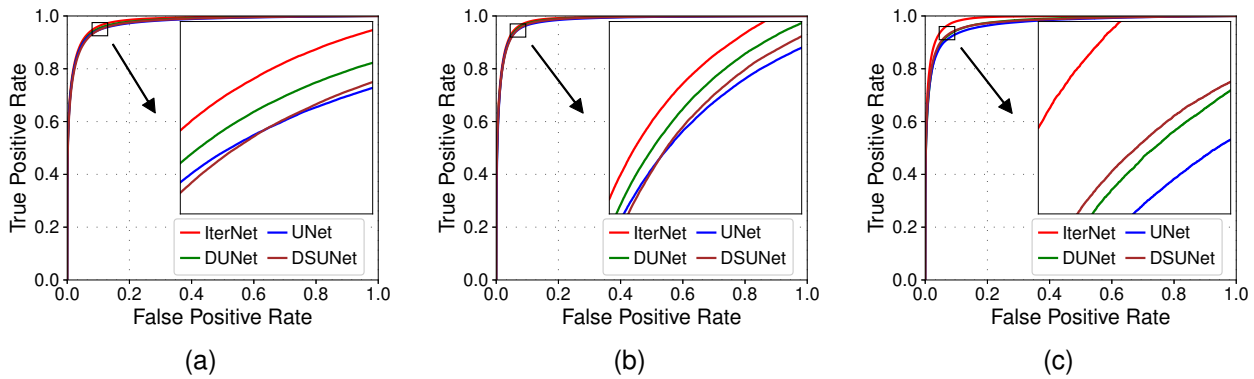 1.0
0.8
0.6
0.4
0.2
0.0
True Positive Rate
IterNet UNet
DUNet DSUNet
0.0 0.2 0.4 0.6 0.8 1.0
False Positive Rate
(a)
1.0
0.8
0.6
0.4
0.2
0.0
True Positive Rate
IterNet UNet
DUNet DSUNet
0.0 0.2 0.4 0.6 0.8 1.0
False Positive Rate
(b)
1.0
0.8
0.6
0.4
0.2
0.0
True Positive Rate
IterNet UNet
DUNet DSUNet
0.0 0.2 0.4 0.6 0.8 1.0
False Positive Rate
(c)